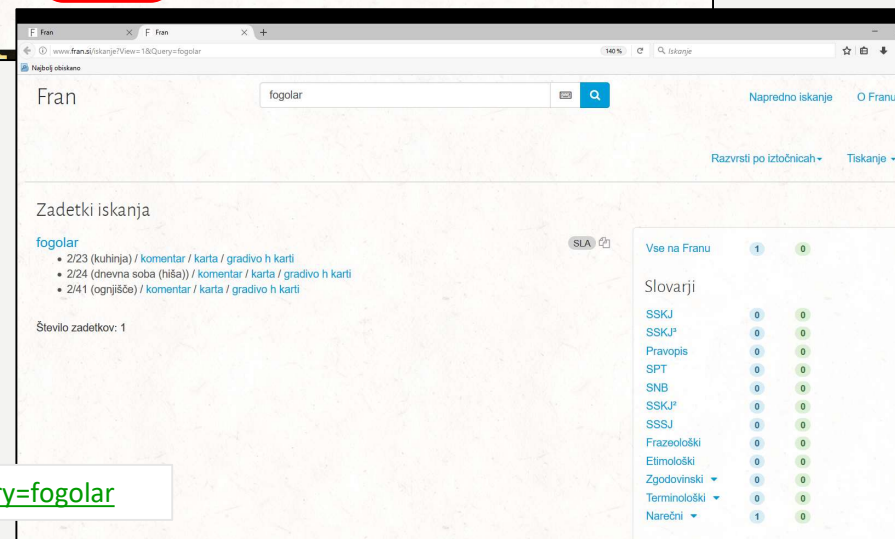 F Fran × F Fran × +
www.fran.si/iskanje?View=1&Query=fogolar 140 % Iskanje
Najbolj obiskano
Fran fogolar Napredno iskanje O Franu
Razvrsti po iztočnicah Tiskanje
Zadetki iskanja
fogolar SLA
• 2/23 (kuhinja) / komentar / karta / gradivo h karti
• 2/24 (dnevna soba (hiša)) / komentar / karta / gradivo h karti
• 2/41 (ognjišče) / komentar / karta / gradivo h karti
Število zadetkov: 1
Vse na Franu 1 0
Slovarji
SSKJ 0 0
SSKJ³ 0 0
Pravopis 0 0
SPT 0 0
SNB 0 0
SSKJ² 0 0
SSSJ 0 0
Frazeološki 0 0
Etimološki 0 0
Zgodovinski 0 0
Terminološki 0 0
Narečni 1 0
ry=fogolar